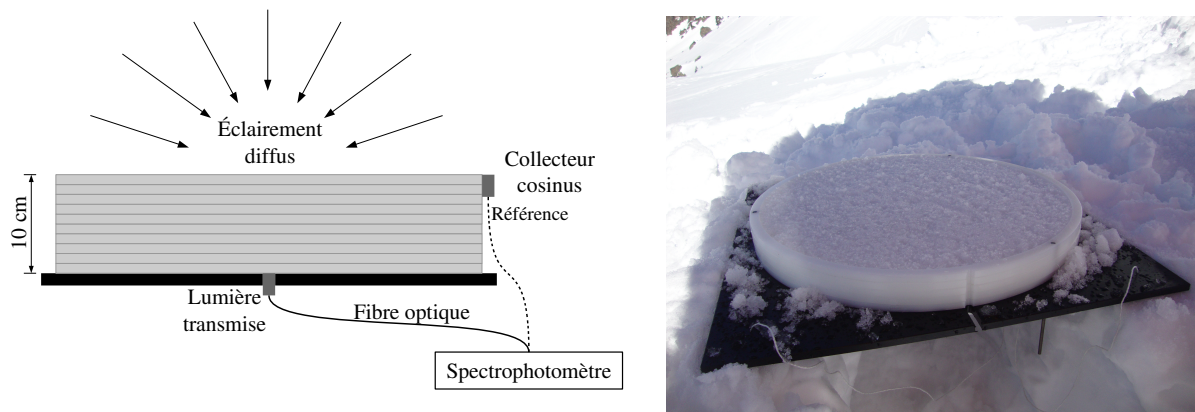 Éclairement
diffus
Collecteur
cosinus
Référence
10 cm
Lumière
transmise
Fibre optique
Spectrophotomètre